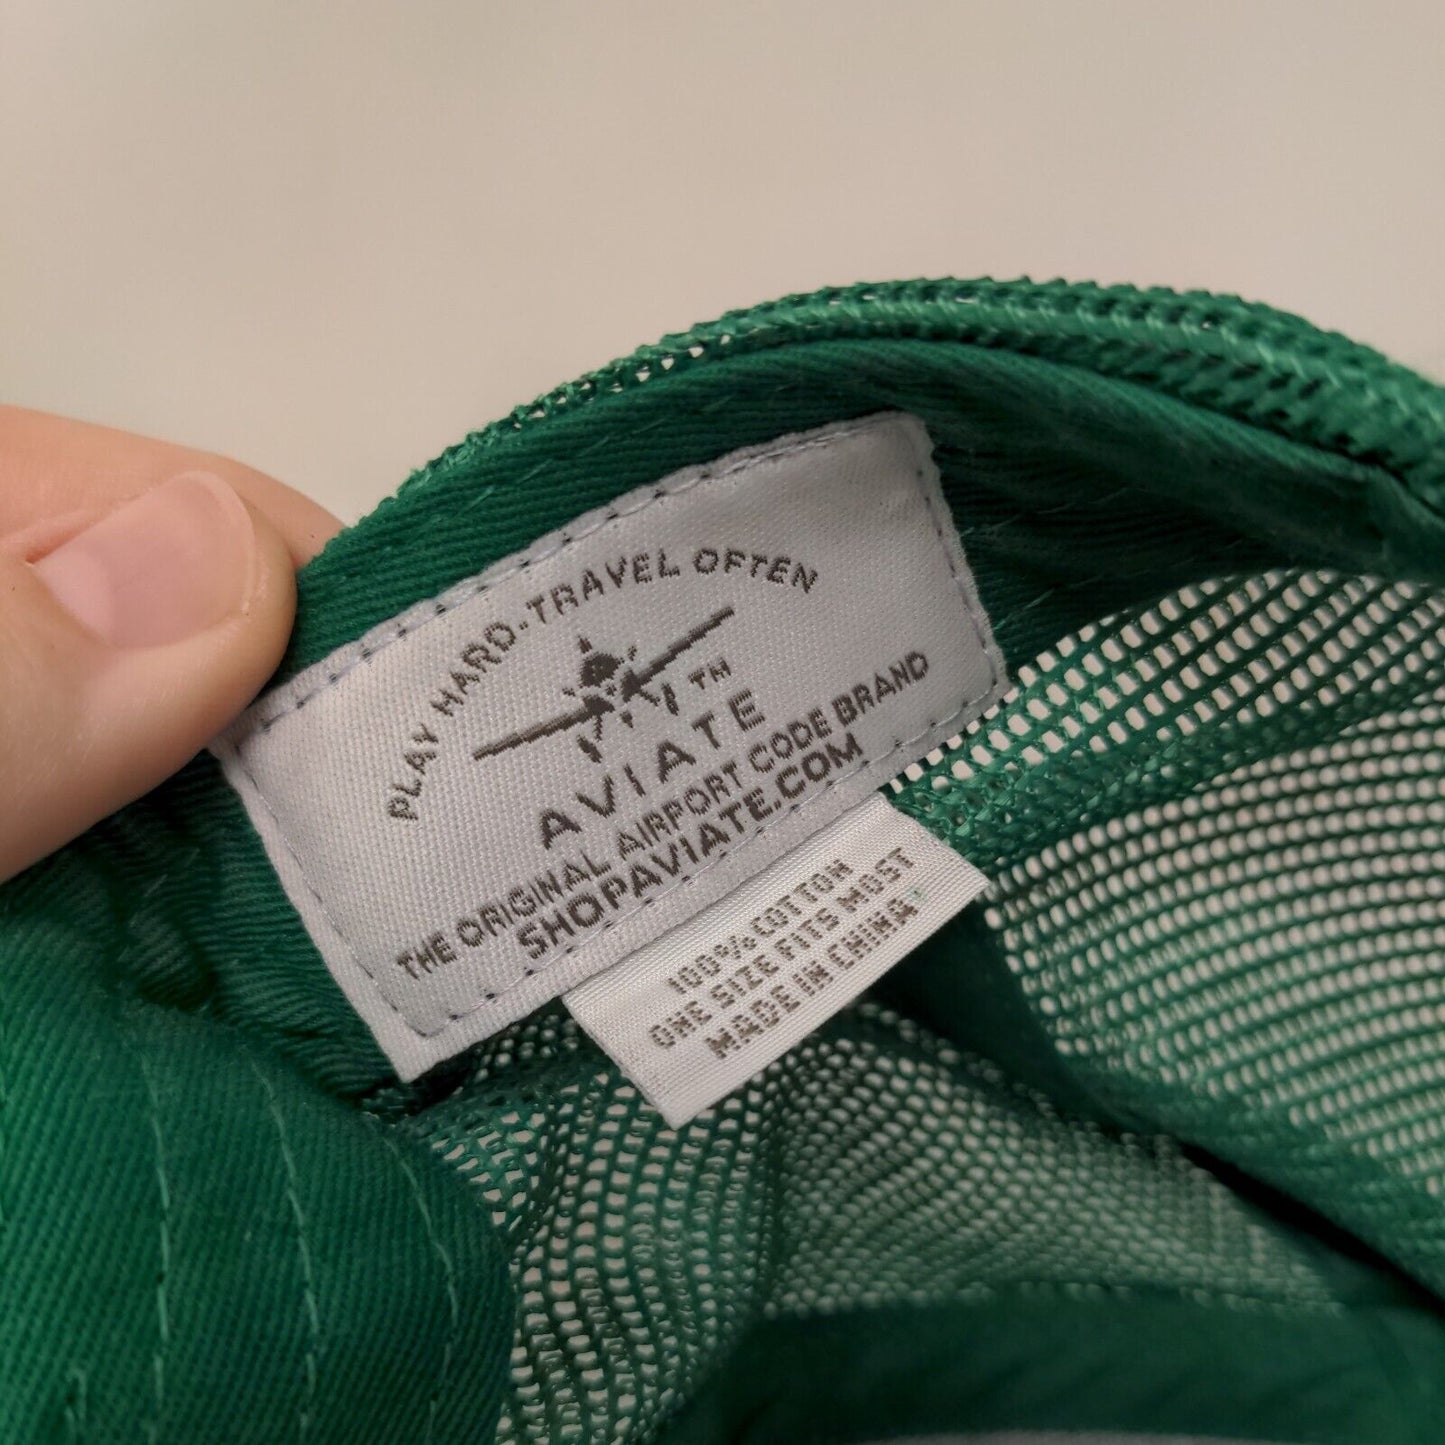 PLAY HARD-TRAVEL OFTEN
TH
AVIATE
THE ORIGINAL AIRPORT CODE BRAND
SHOPAVIATE.COM
100% COTTON
ONE SIZE FITS MOST
MADE IN CHINA